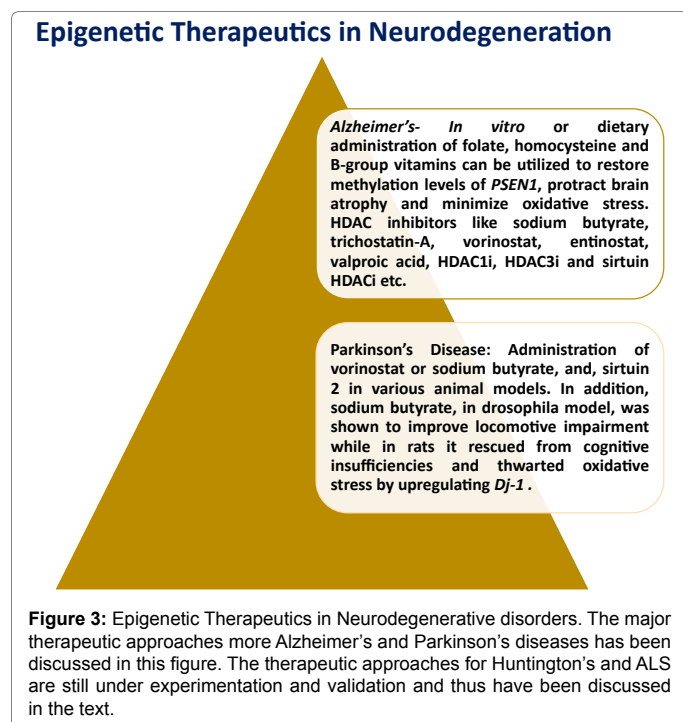 Epigenetic Therapeutics in Neurodegeneration
Alzheimer's- In vitro or dietary
administration of folate, homocysteine and
B-group vitamins can be utilized to restore
methylation levels of PSEN1, protract brain
atrophy and minimize oxidative stress.
HDAC inhibitors like sodium butyrate,
trichostatin-A, vorinostat, entinostat,
valproic acid, HDAC1i, HDAC3i and sirtuin
HDACi etc.
Parkinson's Disease: Administration of
vorinostat or sodium butyrate, and, sirtuin
2 in various animal models. In addition,
sodium butyrate, in drosophila model, was
shown to improve locomotive impairment
while in rats it rescued from cognitive
insufficiencies and thwarted oxidative
stress by upregulating Dj-1 .
Figure 3: Epigenetic Therapeutics in Neurodegenerative disorders. The major
therapeutic approaches more Alzheimer's and Parkinson's diseases has been
discussed in this figure. The therapeutic approaches for Huntington's and ALS
are still under experimentation and validation and thus have been discussed
in the text.